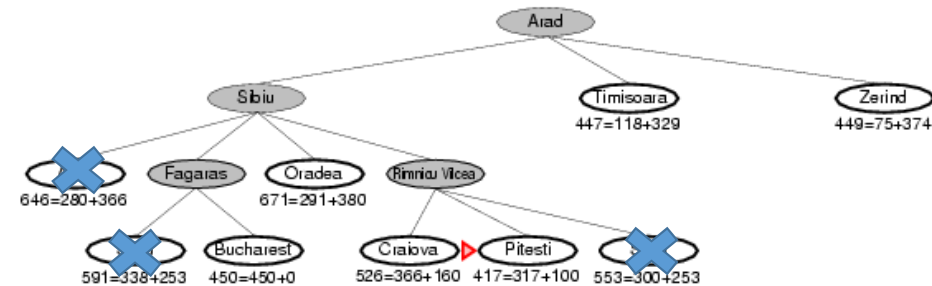 Arad
Sibiu
Timisoara
Zerind
447=118+329
449=75+374
Fagaras
Oradea
Rimnicu Vilcea
646=280+366
671=291+380
Bucharest
Craiova
Pitesti
591=338+253
450=450+0
526=366+160
417=317+100
553=300+253